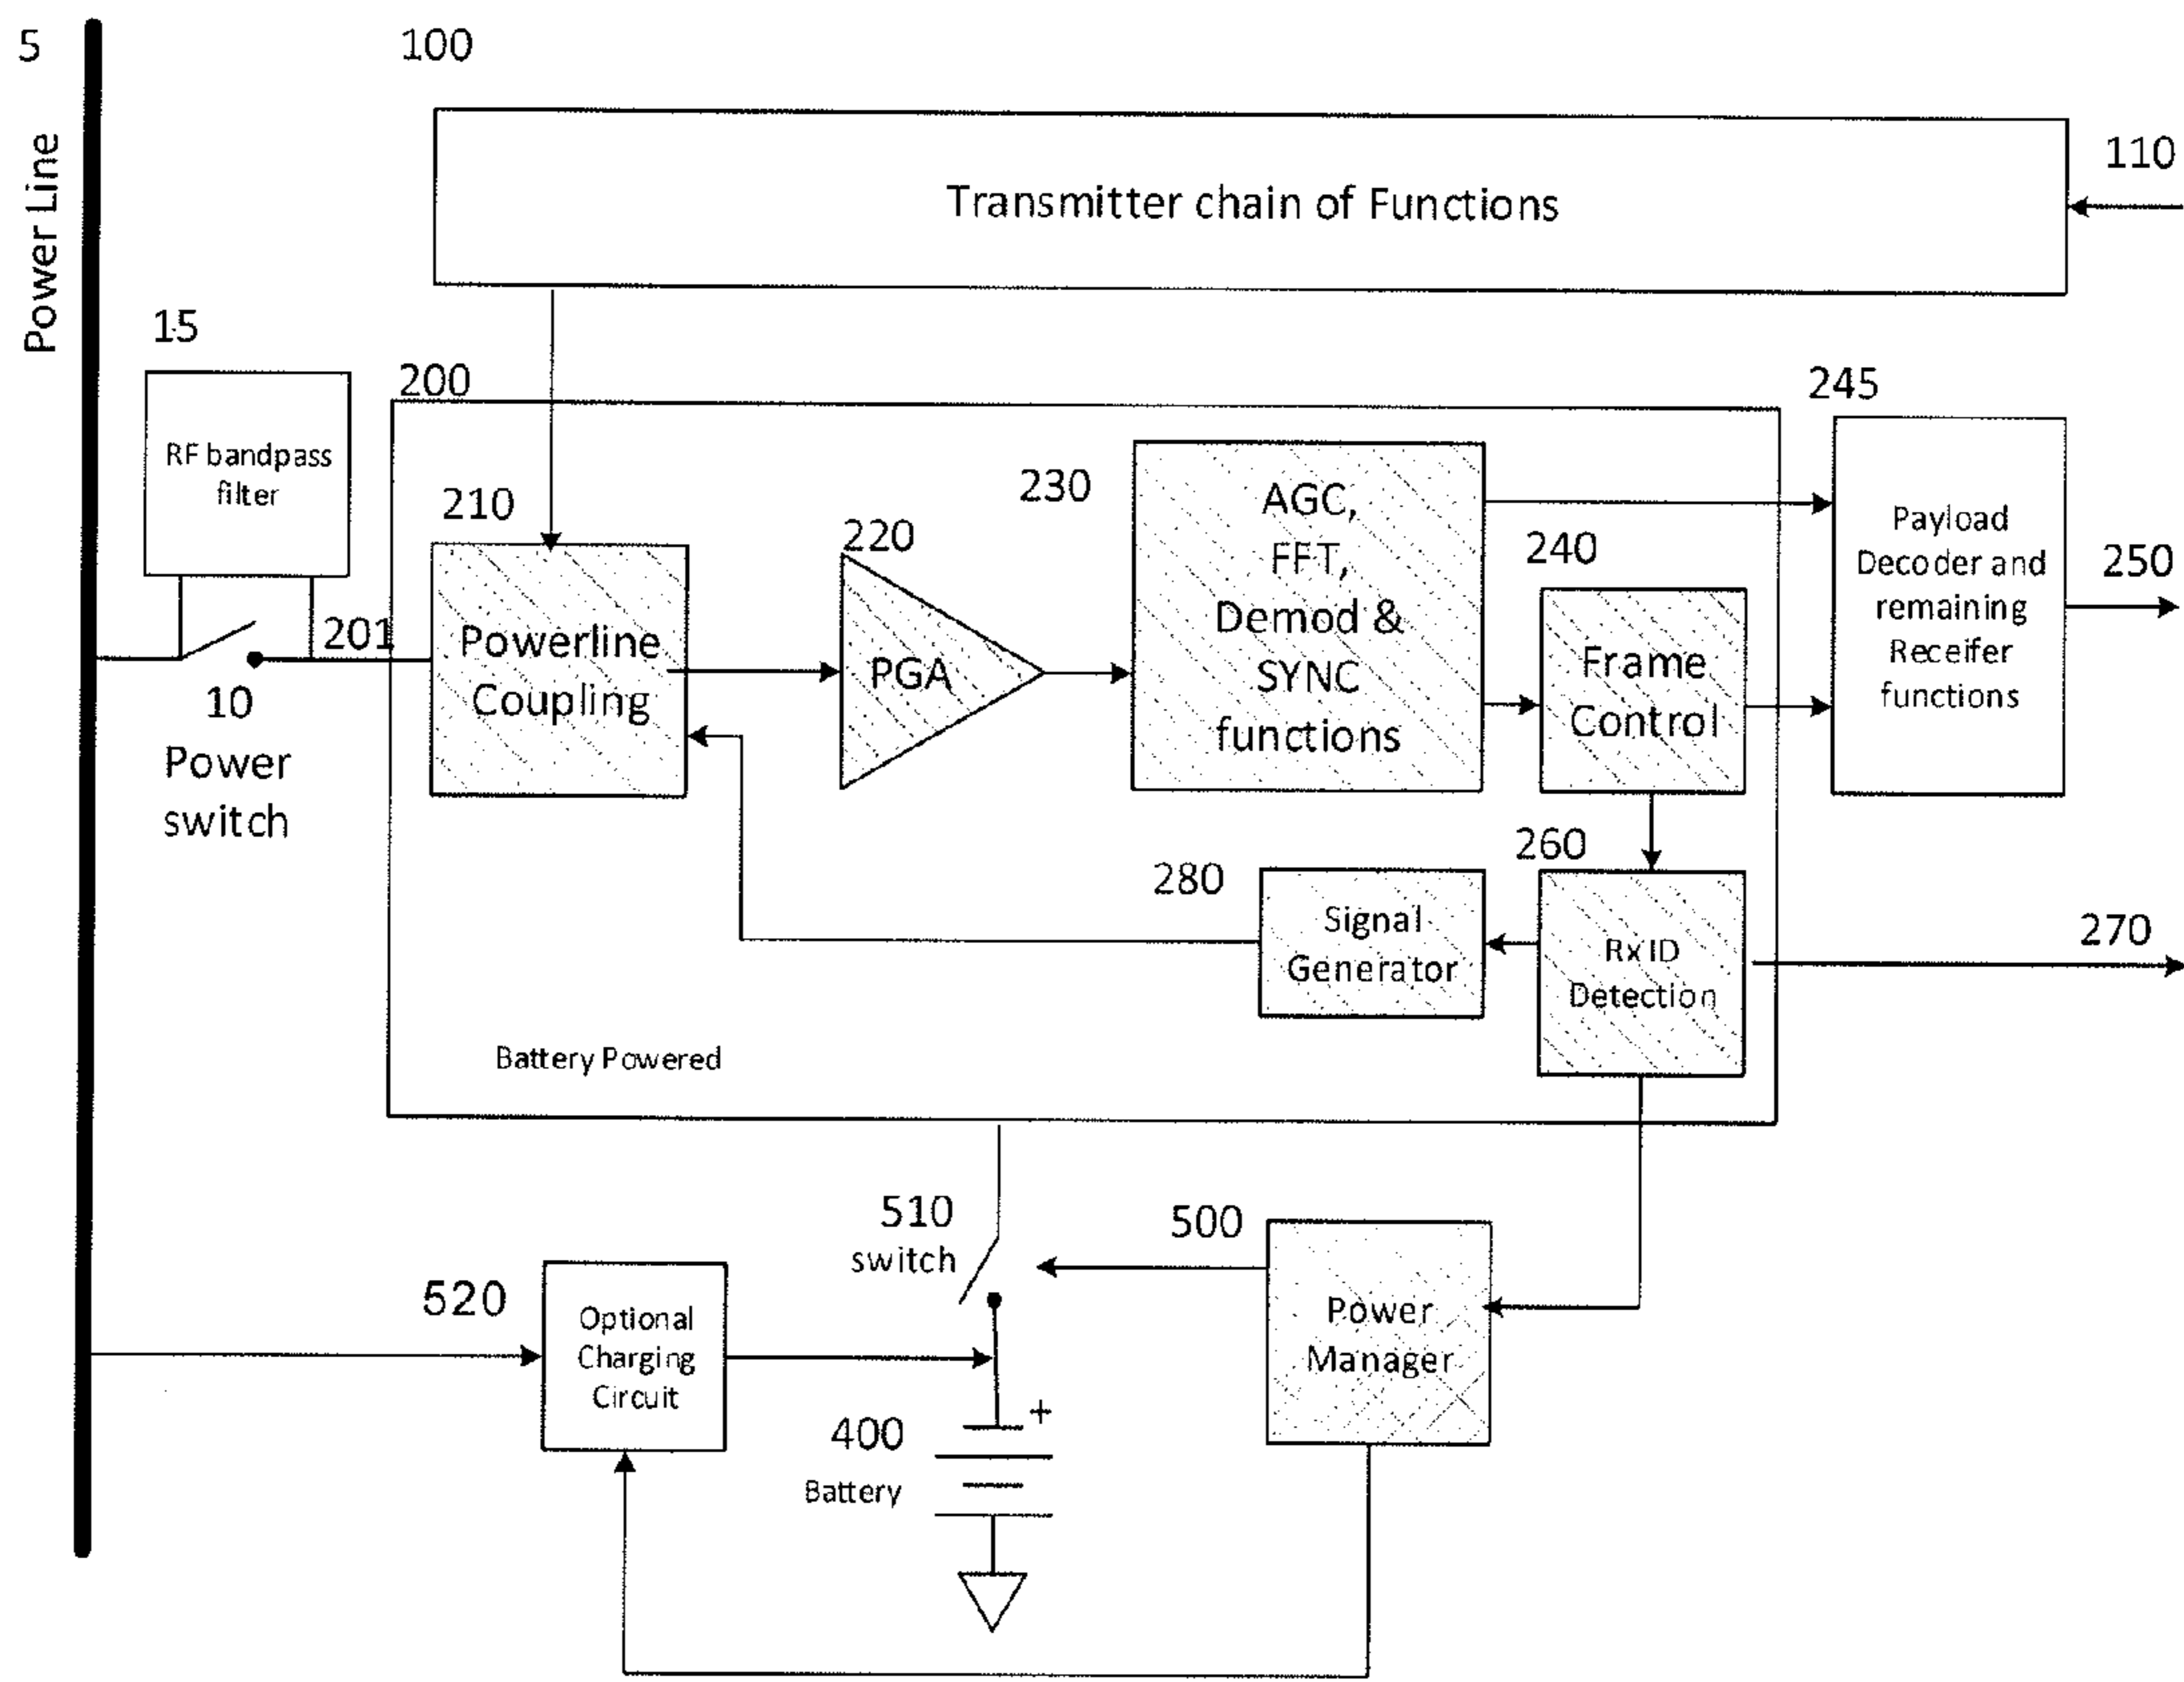 5
Power Line
100
Transmitter chain of Functions
110
15
RF bandpass
filter
200
201
10
Power
switch
210
Powerline
Coupling
220
PGA
230
AGC,
FFT,
Demod &
SYNC
functions
240
Frame
Control
245
Payload
Decoder and
remaining
Receifer
functions
250
260
RxID
Detection
270
280
Signal
Generator
Battery Powered
510
switch
500
Power
Manager
520
Optional
Charging
Circuit
400
Battery
+